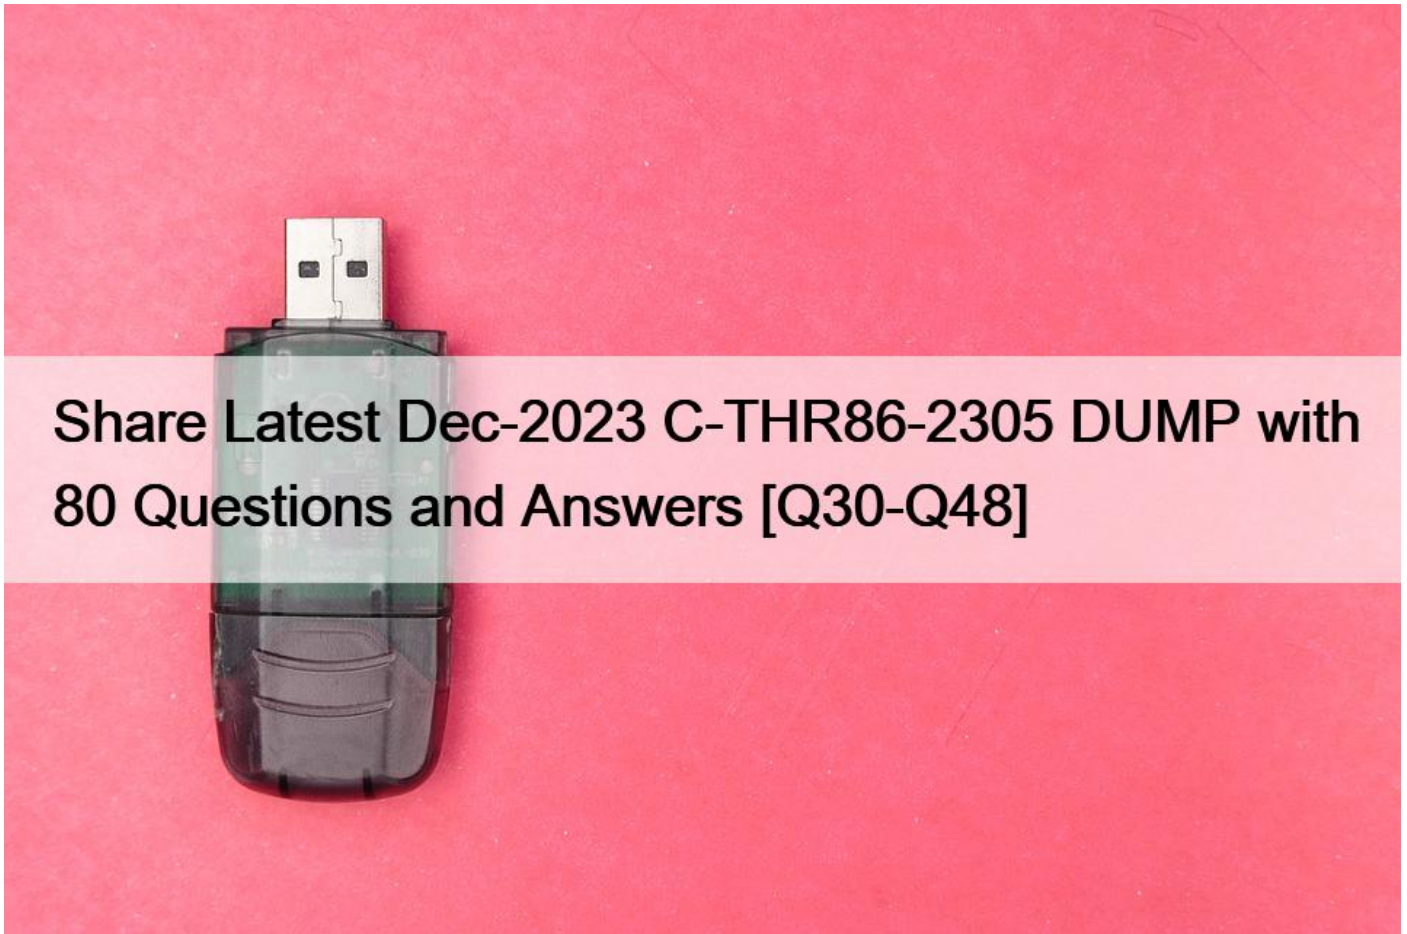 Share Latest Dec-2023 C-THR86-2305 DUMP with
80 Questions and Answers [Q30-Q48]